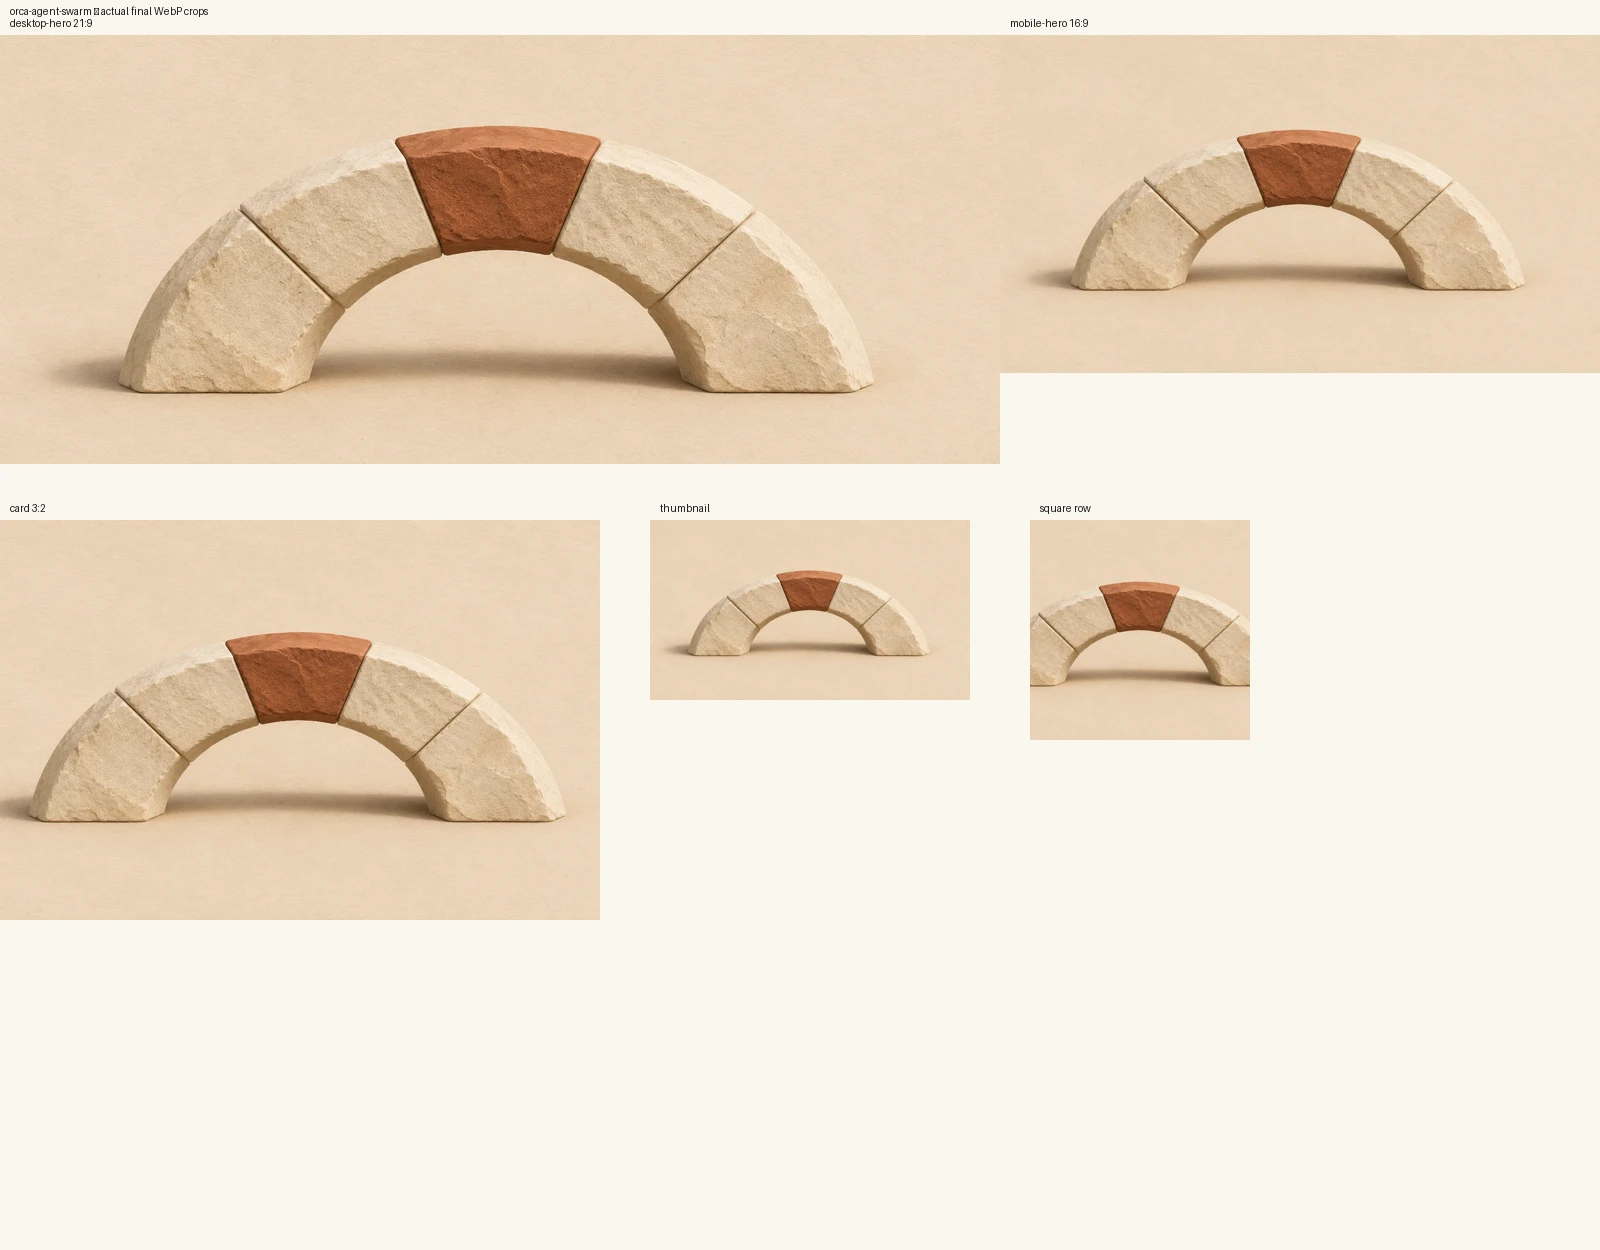 orca-agent-swarm □ actual final WebP crops
desktop-hero 21:9
mobile-hero 16:9
card 3:2
thumbnail
square row